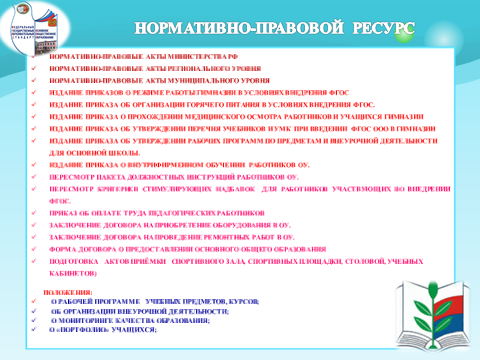 НОРМАТИВНО-ПРАВОВОЙ РЕСУРС
НОРМАТИВНО-ПРАВОВЫЕ АКТЫ МИНИСТЕРСТВА РФ
НОРМАТИВНО-ПРАВОВЫЕ АКТЫ РЕГИОНАЛЬНОГО УРОВНЯ
НОРМАТИВНО-ПРАВОВЫЕ АКТЫ МУНИЦИПАЛЬНОГО УРОВНЯ
ИЗДАНИЕ ПРИКАЗОВ О РЕЖИМЕ РАБОТЫ ГИМНАЗИИ В УСЛОВИЯХ ВНЕДРЕНИЯ ФГОС
ИЗДАНИЕ ПРИКАЗА ОБ ОРГАНИЗАЦИИ ГОРЯЧЕГО ПИТАНИЯ В УСЛОВИЯХ ВНЕДРЕНИЯ ФГОС.
ИЗДАНИЕ ПРИКАЗА О ПРОХОЖДЕНИИ МЕДИЦИНСКОГО ОСМОТРА РАБОТНИКОВ И УЧАЩИХСЯ ГИМНАЗИИ
ИЗДАНИЕ ПРИКАЗА ОБ УТВЕРЖДЕНИИ ПЕРЕЧНЯ УЧЕБНИКОВ И УМК ПРИ ВВЕДЕНИИ ФГОС ООО В ГИМНАЗИИ
ИЗДАНИЕ ПРИКАЗА ОБ УТВЕРЖДЕНИИ РАБОЧИХ ПРОГРАММ ПО ПРЕДМЕТАМ И ВНЕУРОЧНОЙ ДЕЯТЕЛЬНОСТИ
ДЛЯ ОСНОВНОЙ ШКОЛЫ.
ИЗДАНИЕ ПРИКАЗА О ВНУТРИФИРМЕННОМ ОБУЧЕНИИ РАБОТНИКОВ ОУ.
ПЕРЕСМОТР ПАКЕТА ДОЛЖНОСТНЫХ ИНСТРУКЦИЙ РАБОТНИКОВ ОУ.
ПЕРЕСМОТР КРИТЕРИЕВ СТИМУЛИРУЮЩИХ НАДБАВОК ДЛЯ РАБОТНИКОВ УЧАСТВУЮЩИХ ВО ВНЕДРЕНИИ
ФГОС.
ПРИКАЗ ОБ ОПЛАТЕ ТРУДА ПЕДАГОГИЧЕСКИХ РАБОТНИКОВ
ЗАКЛЮЧЕНИЕ ДОГОВОРА НА ПРИОБРЕТЕНИЕ ОБОРУДОВАНИЯ В ОУ.
ЗАКЛЮЧЕНИЕ ДОГОВОРА НА ПРОВЕДЕНИЕ РЕМОНТНЫХ РАБОТ В ОУ.
ФОРМА ДОГОВОРА О ПРЕДОСТАВЛЕНИИ ОСНОВНОГО ОБЩЕГО ОБРАЗОВАНИЯ
ПОДГОТОВКА АКТОВ ПРИЁМКИ СПОРТИВНОГО ЗАЛА, СПОРТИВНЫХ ПЛОЩАДКИ, СТОЛОВОЙ, УЧЕБНЫХ
КАБИНЕТОВ)
ПОЛОЖЕНИЯ:
О РАБОЧЕЙ ПРОГРАММЕ УЧЕБНЫХ ПРЕДМЕТОВ, КУРСОВ;
ОБ ОРГАНИЗАЦИИ ВНЕУРОЧНОЙ ДЕЯТЕЛЬНОСТИ;
О МОНИТОРИНГЕ КАЧЕСТВА ОБРАЗОВАНИЯ;
О «ПОРТФОЛИО» УЧАЩИХСЯ;